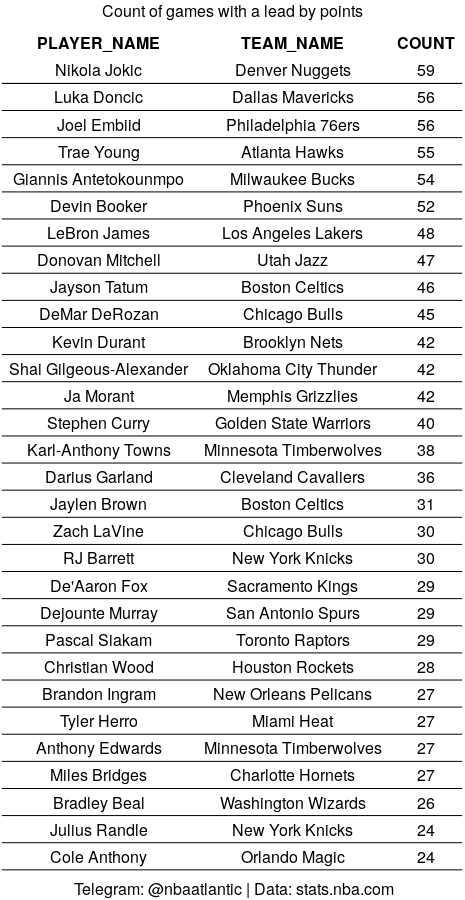 Count of games with a lead by points
PLAYER_NAME TEAM_NAME COUNT
Nikola Jokic Denver Nuggets 59
Luka Doncic Dallas Mavericks 56
Joel Embiid Philadelphia 76ers 56
Trae Young Atlanta Hawks 55
Giannis Antetokounmpo Milwaukee Bucks 54
Devin Booker Phoenix Suns 52
LeBron James Los Angeles Lakers 48
Donovan Mitchell Utah Jazz 47
Jayson Tatum Boston Celtics 46
DeMar DeRozan Chicago Bulls 45
Kevin Durant Brooklyn Nets 42
Shai Gilgeous-Alexander Oklahoma City Thunder 42
Ja Morant Memphis Grizzlies 42
Stephen Curry Golden State Warriors 40
Karl-Anthony Towns Minnesota Timberwolves 38
Darius Garland Cleveland Cavaliers 36
Jaylen Brown Boston Celtics 31
Zach LaVine Chicago Bulls 30
RJ Barrett New York Knicks 30
De'Aaron Fox Sacramento Kings 29
Dejounte Murray San Antonio Spurs 29
Pascal Siakam Toronto Raptors 29
Christian Wood Houston Rockets 28
Brandon Ingram New Orleans Pelicans 27
Tyler Herro Miami Heat 27
Anthony Edwards Minnesota Timberwolves 27
Miles Bridges Charlotte Hornets 27
Bradley Beal Washington Wizards 26
Julius Randle New York Knicks 24
Cole Anthony Orlando Magic 24
Telegram: @nbaatlantic | Data: stats.nba.com